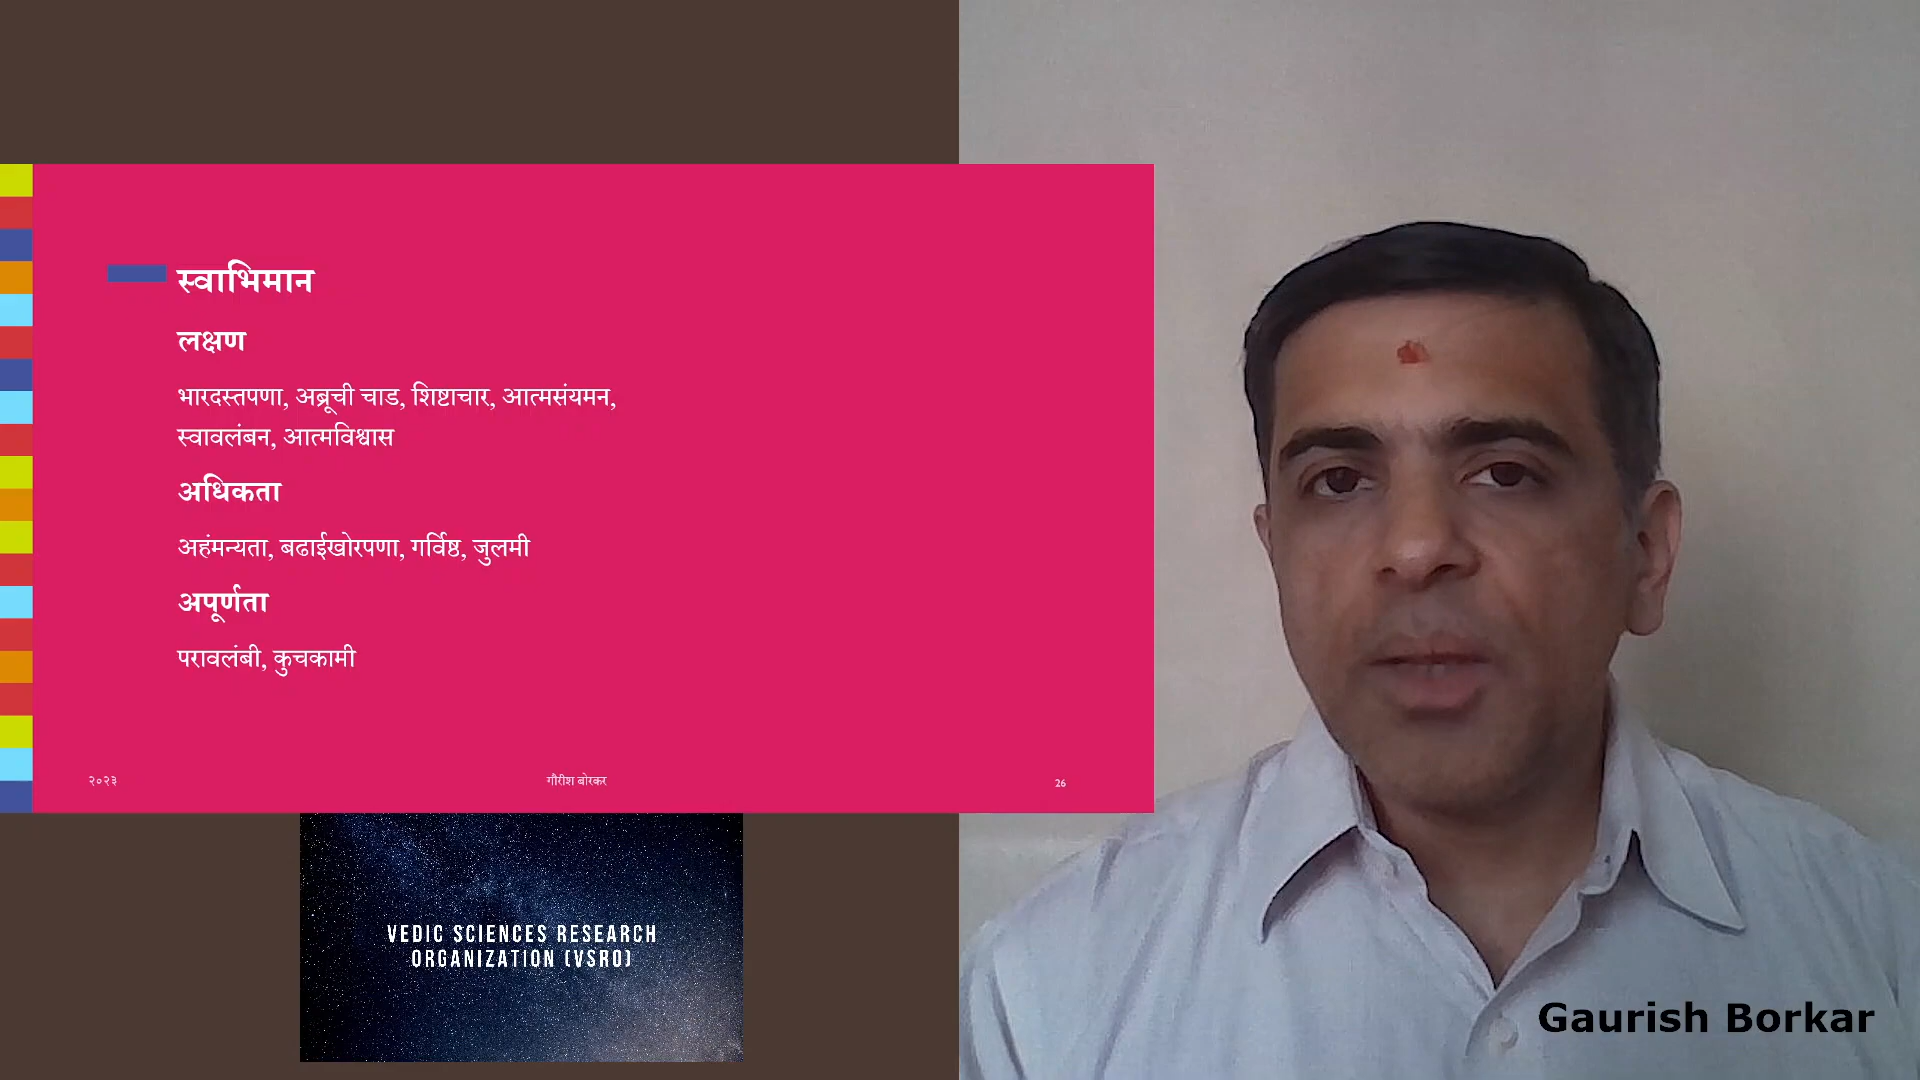 स्वाभिमान
लक्षण
भारदस्तपणा, अब्रूची चाड, शिष्टाचार, आत्मसंयमन,
स्वावलंबन, आत्मविश्वास
अधिकता
अहंमन्यता, बढाईखोरपणा, गर्विष्ठ, जुलमी
अपूर्णता
परावलंबी, कुचकामी
२०२३
गौरीश बोरकर
26
VEDIC SCIENCES RESEARCH
ORGANIZATION (VSRO)
Gaurish Borkar